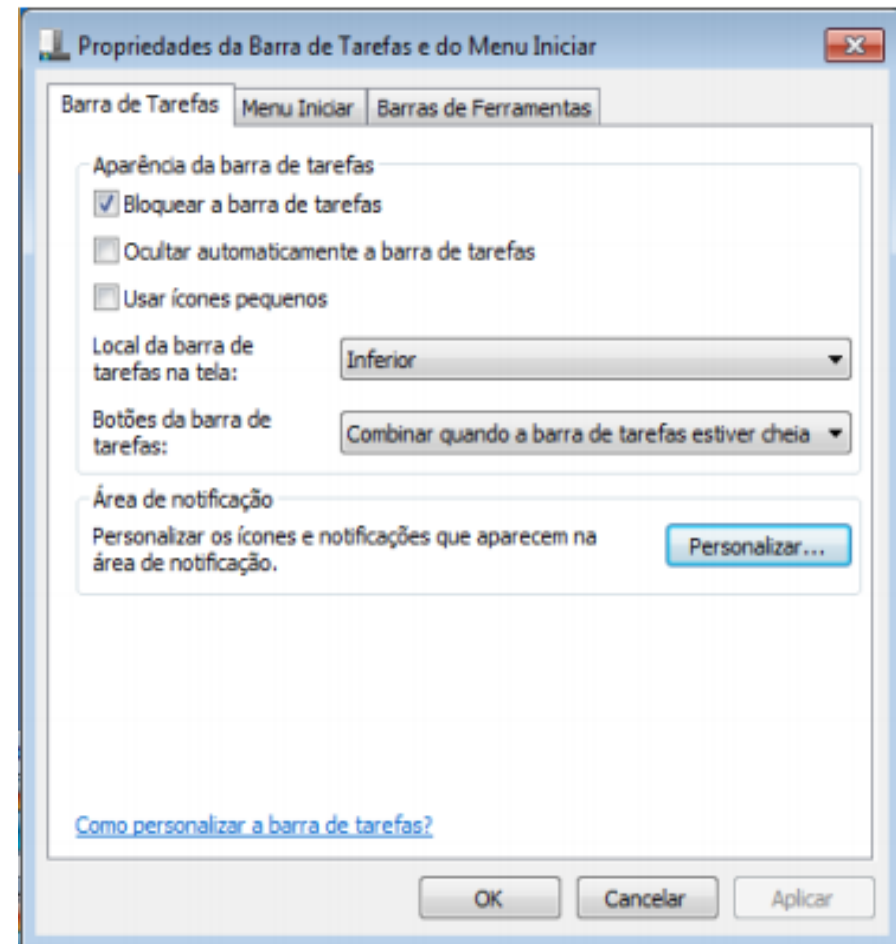 Propriedades da Barra de Tarefas e do Menu Iniciar
Barra de Tarefas
Menu Iniciar
Barras de Ferramentas
Aparência da barra de tarefas
Bloquear a barra de tarefas
Ocultar automaticamente a barra de tarefas
Usar ícones pequenos
Local da barra de
tarefas na tela:
Inferior
Botões da barra de
tarefas:
Combinar quando a barra de tarefas estiver cheia
Área de notificação
Personalizar os ícones e notificações que aparecem na
área de notificação.
Personalizar...
Como personalizar a barra de tarefas?
OK
Cancelar
Aplicar